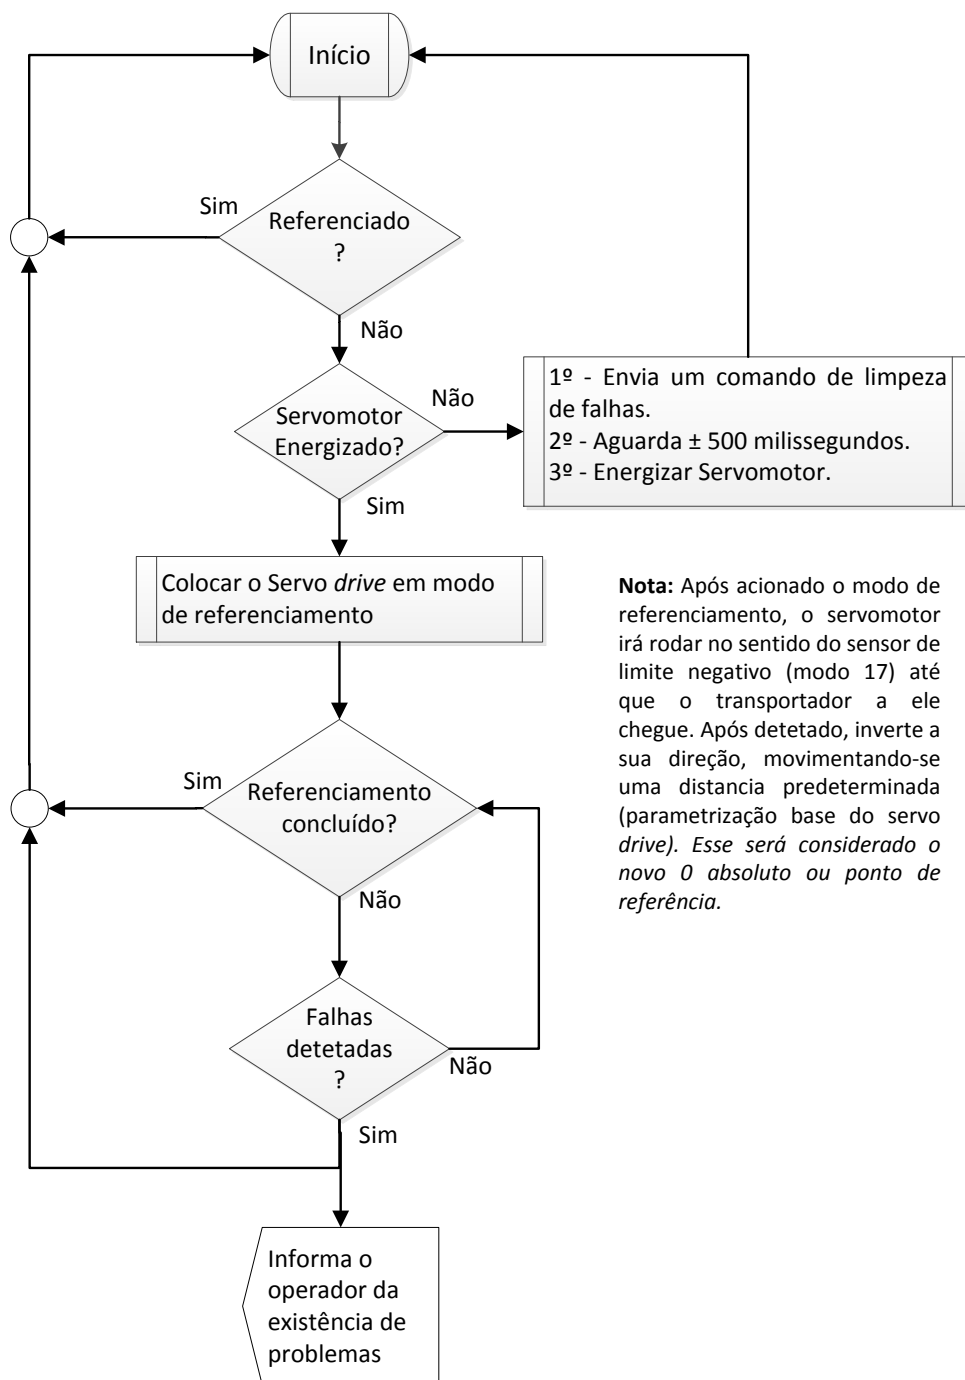 Início
Sim
Referenciado
?
Não
Servomotor
Energizado?
Não
1º - Envia um comando de limpeza
de falhas.
2º - Aguarda ± 500 milissegundos.
3º - Energizar Servomotor.
Sim
Colocar o Servo drive em modo
de referenciamento
Nota: Após acionado o modo de
referenciamento, o servomotor
irá rodar no sentido do sensor de
limite negativo (modo 17) até
que o transportador a ele
chegue. Após detetado, inverte a
sua direção, movimentando-se
uma distancia predeterminada
(parametrização base do servo
drive). Esse será considerado o
novo 0 absoluto ou ponto de
referência.
Sim
Referenciamento
concluído?
Não
Falhas
detetadas
?
Não
Sim
Informa o
operador da
existência de
problemas